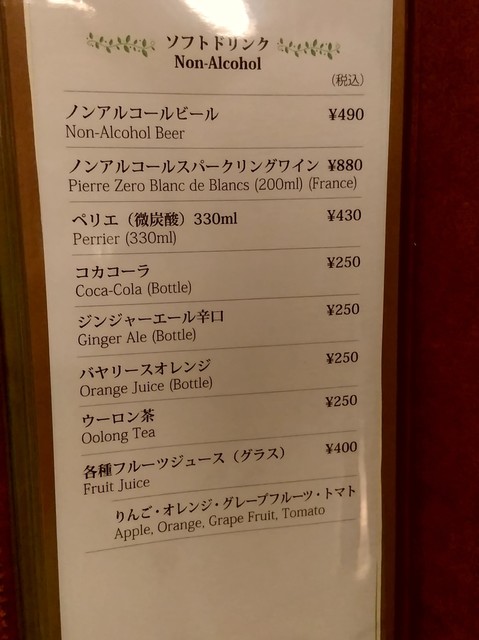 ソフトドリンク
Non-Alcohol
（税込）
ノンアルコールビール ¥490
Non-Alcohol Beer
ノンアルコールスパークリングワイン ¥880
Pierre Zero Blanc de Blancs (200ml) (France)
ペリエ（微炭酸）330ml ¥430
Perrier (330ml)
コカコーラ ¥250
Coca-Cola (Bottle)
ジンジャーエール辛口 ¥250
Ginger Ale (Bottle)
バヤリースオレンジ ¥250
Orange Juice (Bottle)
ウーロン茶 ¥250
Oolong Tea
各種フルーツジュース（グラス） ¥400
Fruit Juice
りんご・オレンジ・グレープフルーツ・トマト
Apple, Orange, Grape Fruit, Tomato